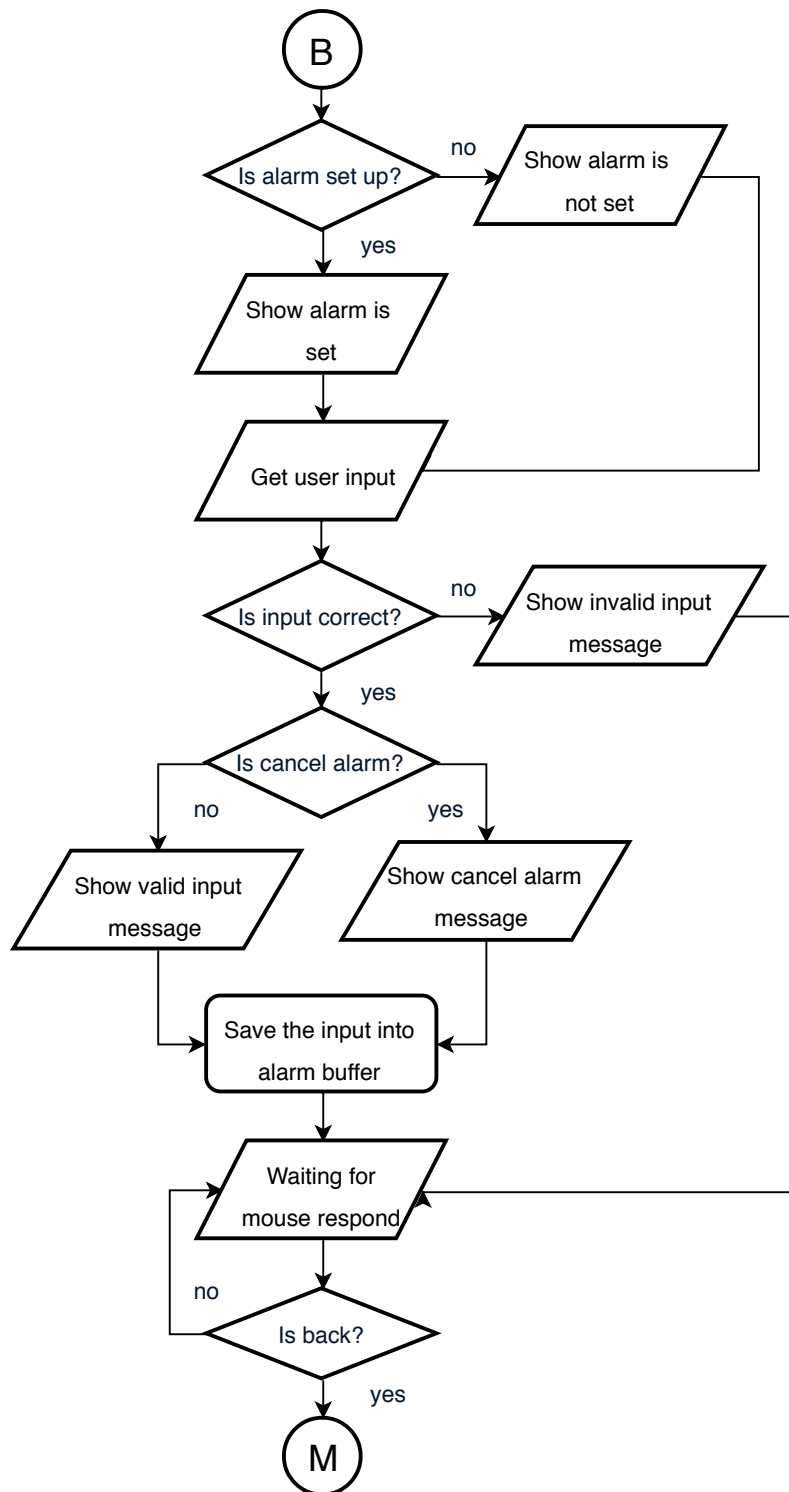 B
Is alarm set up?
no
Show alarm is
not set
yes
Show alarm is
set
Get user input
Is input correct?
no
Show invalid input
message
yes
Is cancel alarm?
no
yes
Show valid input
message
Show cancel alarm
message
Save the input into
alarm buffer
Waiting for
mouse respond
no
Is back?
yes
M